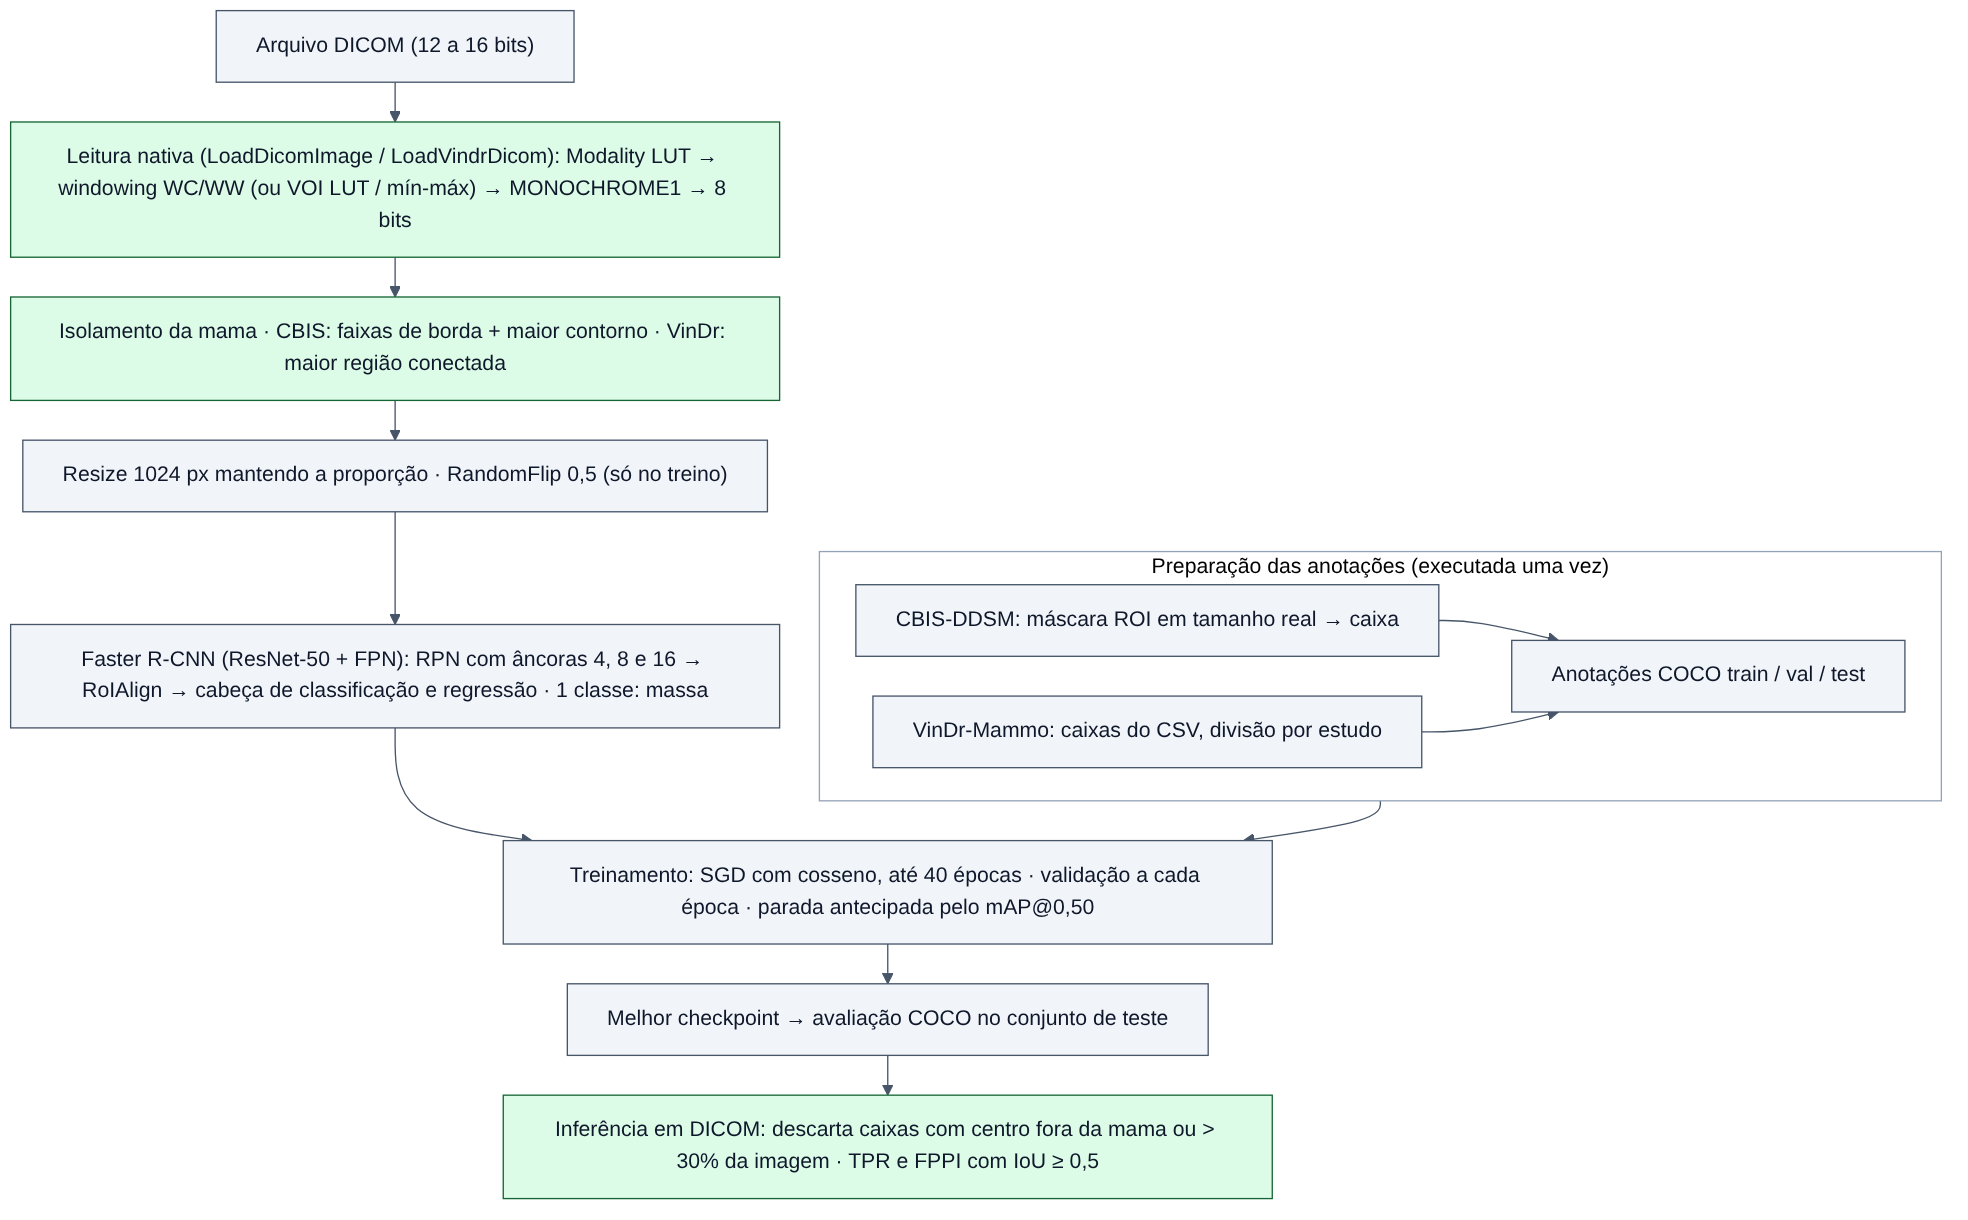 Arquivo DICOM (12 a 16 bits)
Leitura nativa (LoadDicomImage / LoadVindrDicom): Modality LUT →
windowing WC/WW (ou VOI LUT / mín-máx) → MONOCHROME1 → 8
bits
Isolamento da mama · CBIS: faixas de borda + maior contorno · VinDr:
maior região conectada
Resize 1024 px mantendo a proporção · RandomFlip 0,5 (só no treino)
Preparação das anotações (executada uma vez)
CBIS-DDSM: máscara ROI em tamanho real → caixa
Anotações COCO train / val / test
VinDr-Mammo: caixas do CSV, divisão por estudo
Faster R-CNN (ResNet-50 + FPN): RPN com âncoras 4, 8 e 16 →
RoIAlign → cabeça de classificação e regressão · 1 classe: massa
Treinamento: SGD com cosseno, até 40 épocas · validação a cada
época · parada antecipada pelo mAP@0,50
Melhor checkpoint → avaliação COCO no conjunto de teste
Inferência em DICOM: descarta caixas com centro fora da mama ou >
30% da imagem · TPR e FPPI com IoU ≥ 0,5